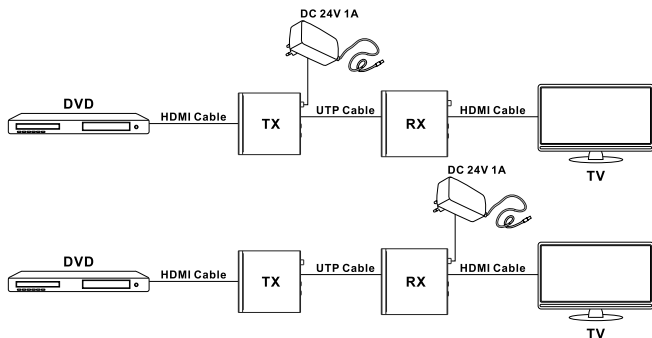 DC 24V 1A
DVD
HDMI Cable
TX
UTP Cable
RX
HDMI Cable
TV
DC 24V 1A
DVD
HDMI Cable
TX
UTP Cable
RX
HDMI Cable
TV